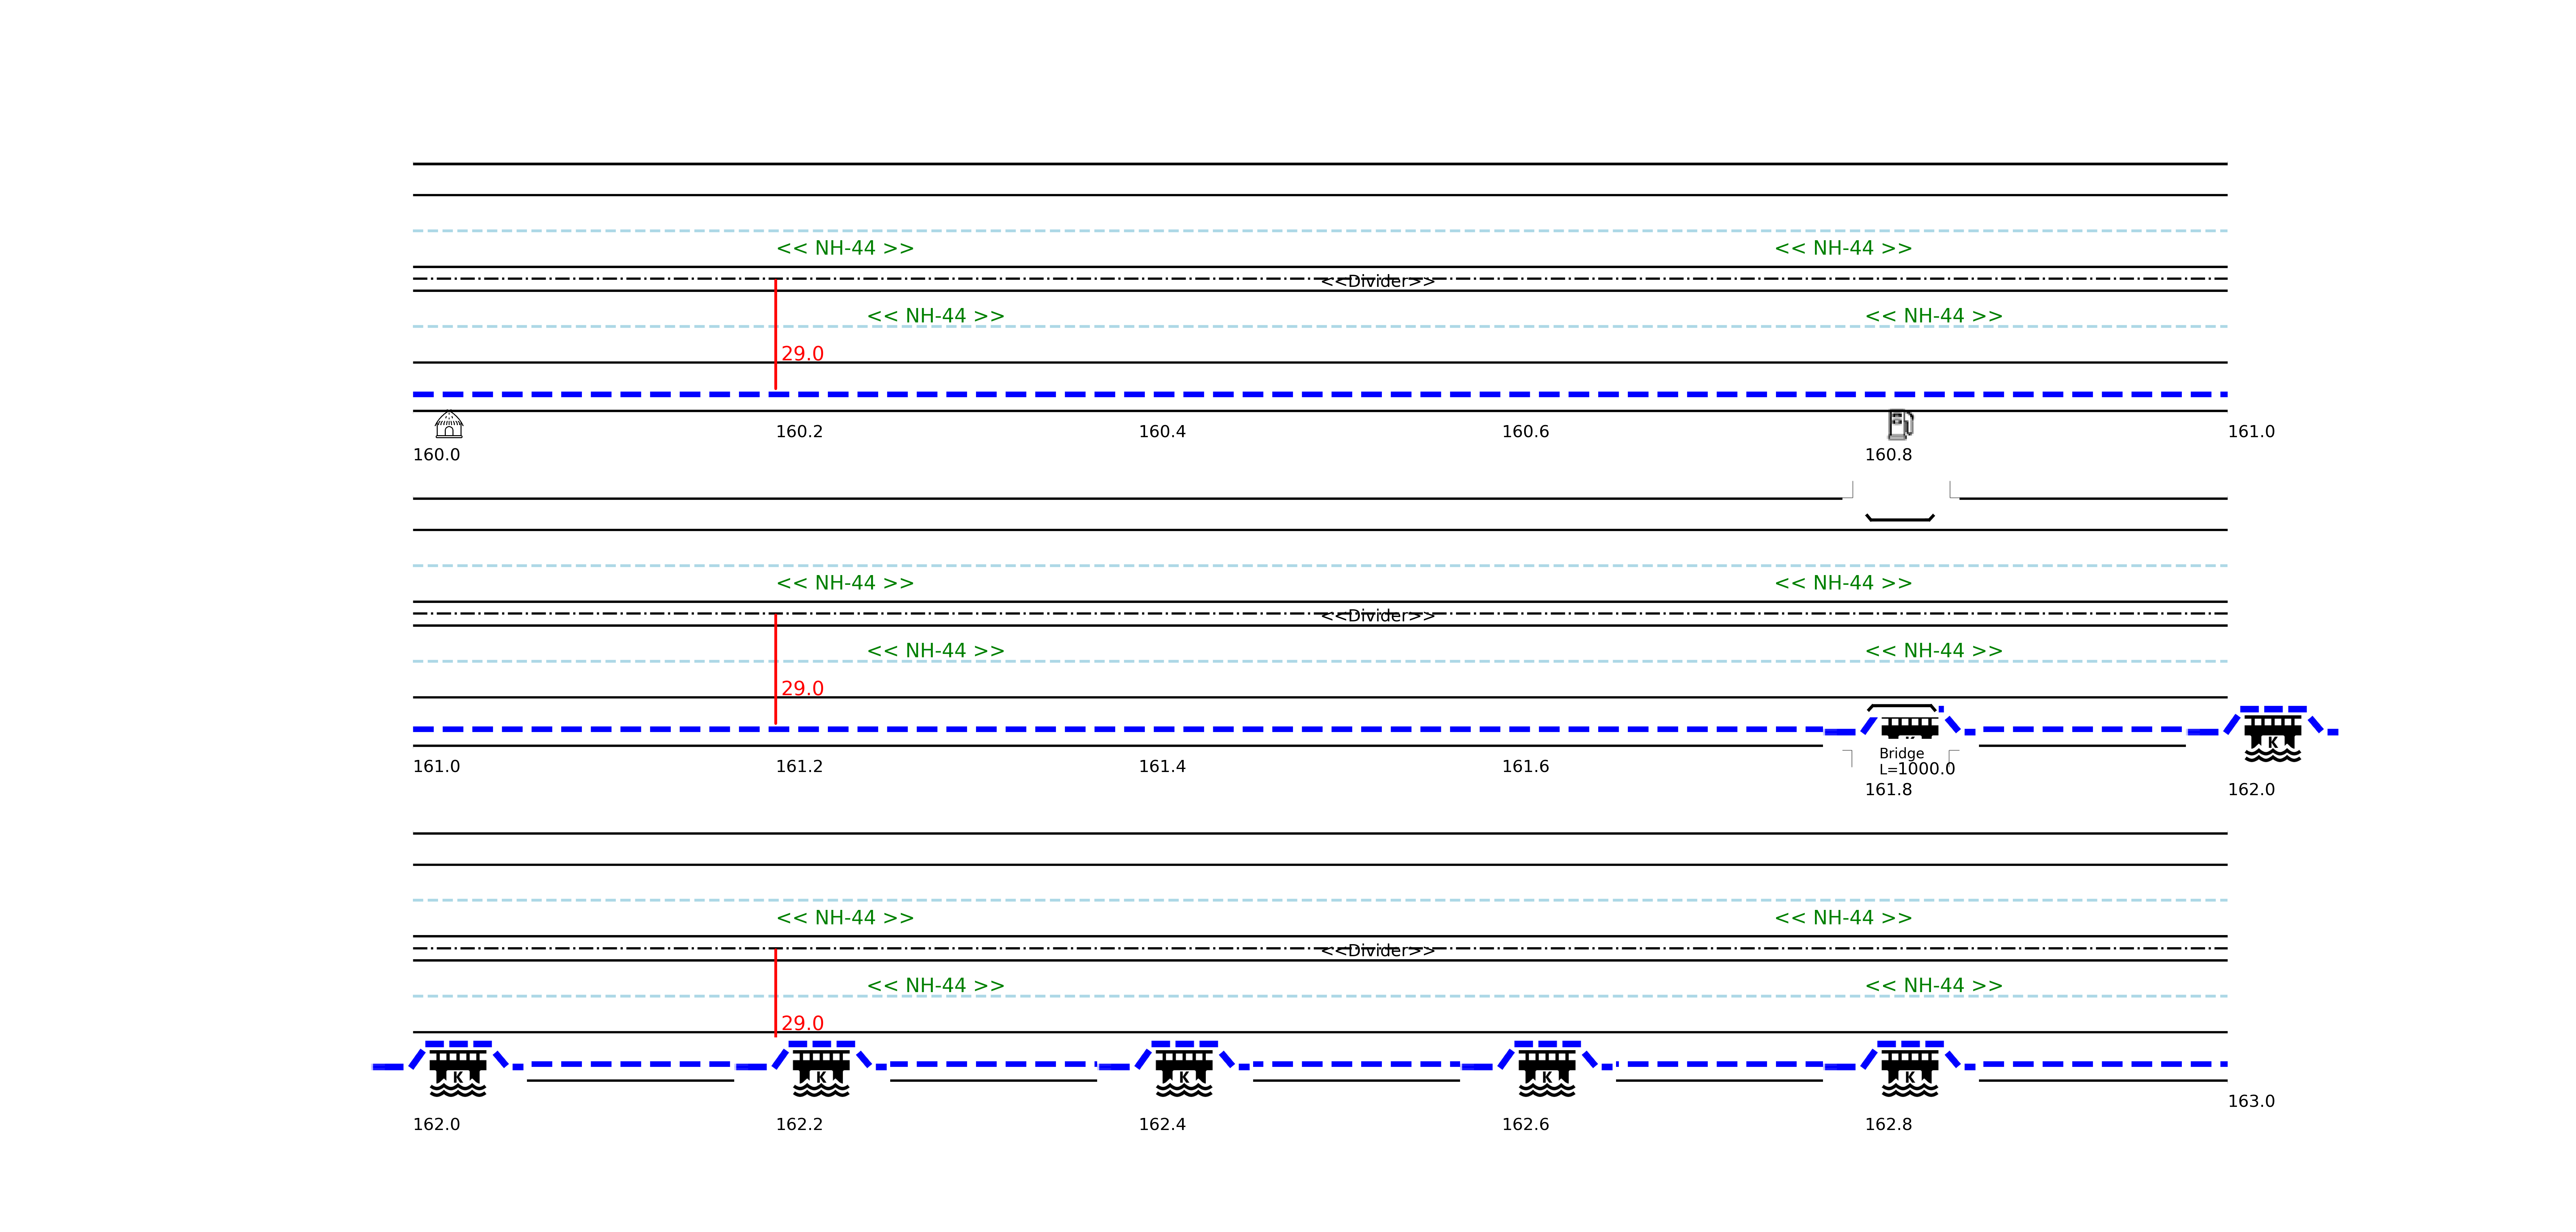 << NH-44 >> << NH-44 >>
<<Divider>>
<< NH-44 >> << NH-44 >>
29.0
160.2 160.4 160.6 161.0
160.0 160.8
<< NH-44 >> << NH-44 >>
<<Divider>>
<< NH-44 >> << NH-44 >>
29.0
K
Bridge
161.0 161.2 161.4 161.6 L=1000.0
161.8 162.0
<< NH-44 >> << NH-44 >>
<<Divider>>
<< NH-44 >> << NH-44 >>
29.0
K K K K K
163.0
162.0 162.2 162.4 162.6 162.8